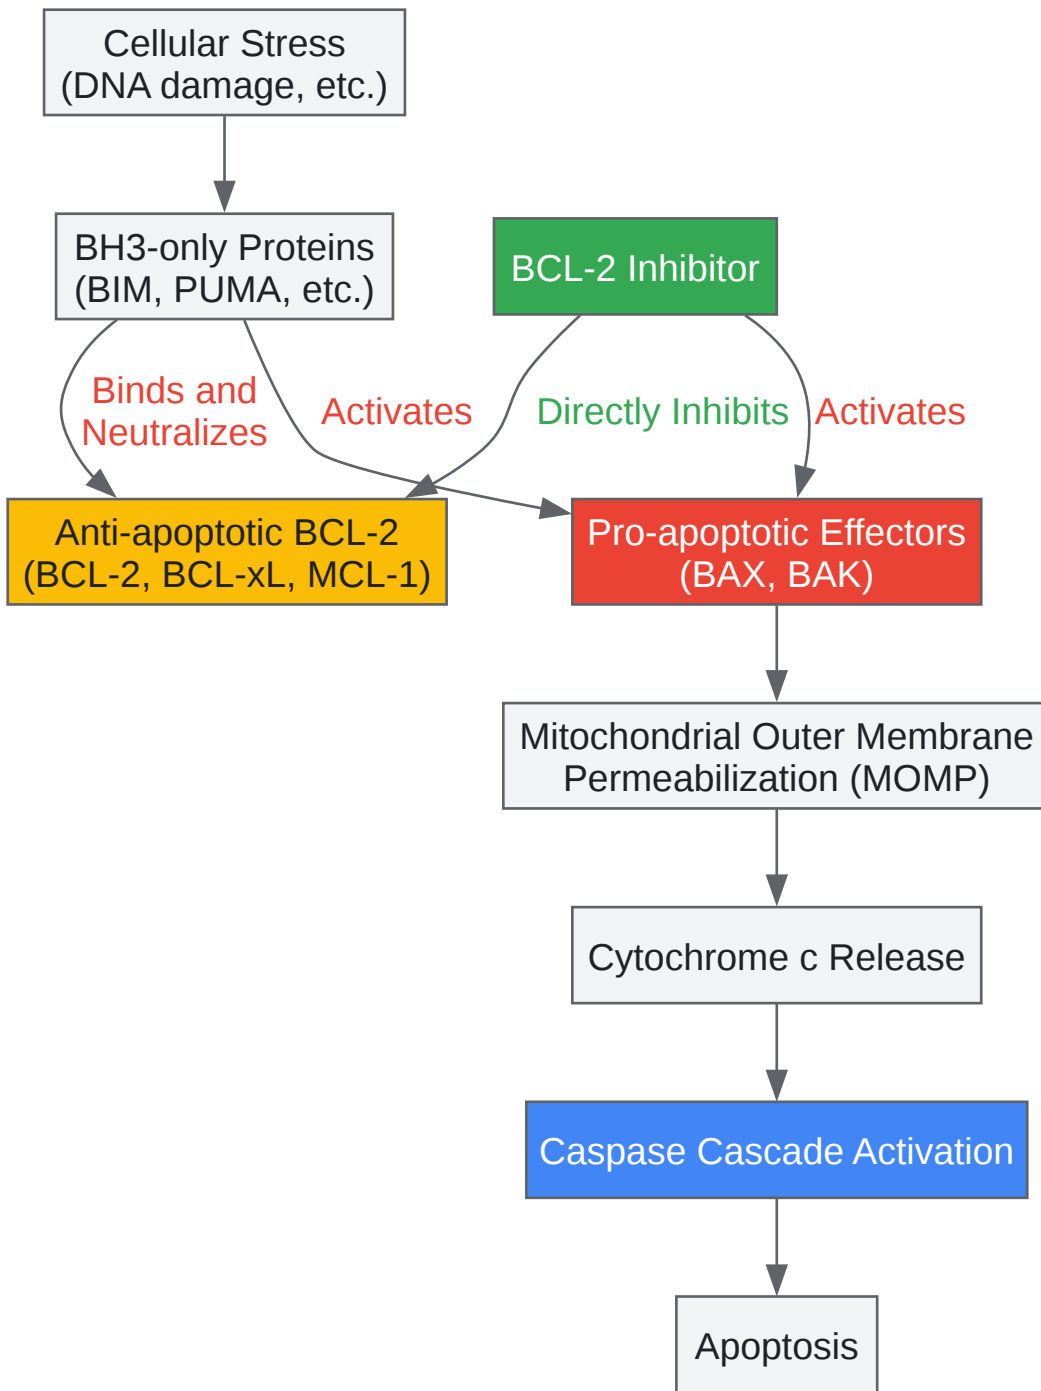 Cellular Stress
(DNA damage, etc.)
BH3-only Proteins
(BIM, PUMA, etc.)
BCL-2 Inhibitor
Binds and
Neutralizes
Activates
Directly Inhibits
Activates
Anti-apoptotic BCL-2
(BCL-2, BCL-xL, MCL-1)
Pro-apoptotic Effectors
(BAX, BAK)
Mitochondrial Outer Membrane
Permeabilization (MOMP)
Cytochrome c Release
Caspase Cascade Activation
Apoptosis